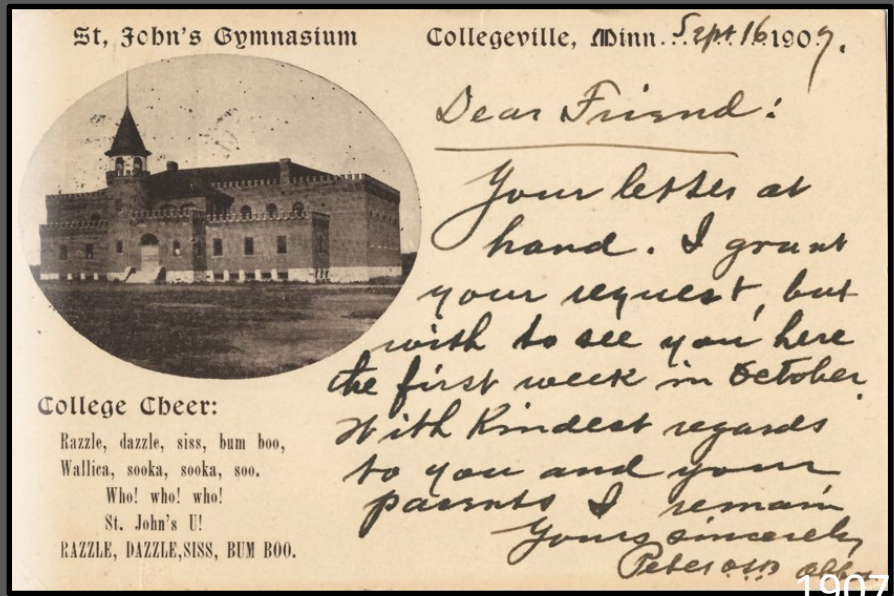 St. John's Gymnasium
Collegeville, Minn. Sept 16 1907.
Dear Friend:
Your letter at
hand. I grant
your request, but
wish to see you here
the first week in October.
With Kindest regards
to you and your
parents I remain
Yours sincerely
Peter OSB
College Cheer:
Razzle, dazzle, siss, bum boo,
Wallica, sooka, sooka, soo.
Who! who! who!
St. John's U!
RAZZLE, DAZZLE,SISS, BUM BOO.
1907